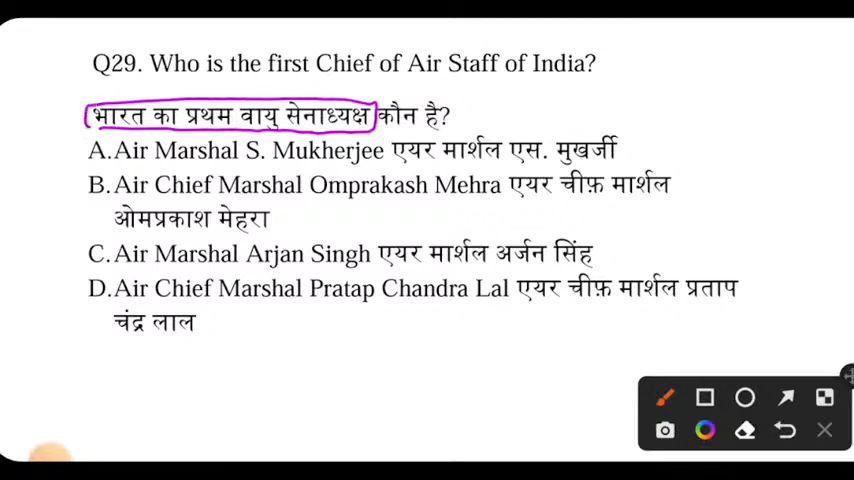 Q29. Who is the first Chief of Air Staff of India?
भारत का प्रथम वायु सेनाध्यक्ष कौन है?
A. Air Marshal S. Mukherjee एयर मार्शल एस. मुखर्जी
B. Air Chief Marshal Omprakash Mehra एयर चीफ़ मार्शल
ओमप्रकाश मेहरा
C. Air Marshal Arjan Singh एयर मार्शल अर्जन सिंह
D. Air Chief Marshal Pratap Chandra Lal एयर चीफ़ मार्शल प्रताप
चंद्र लाल